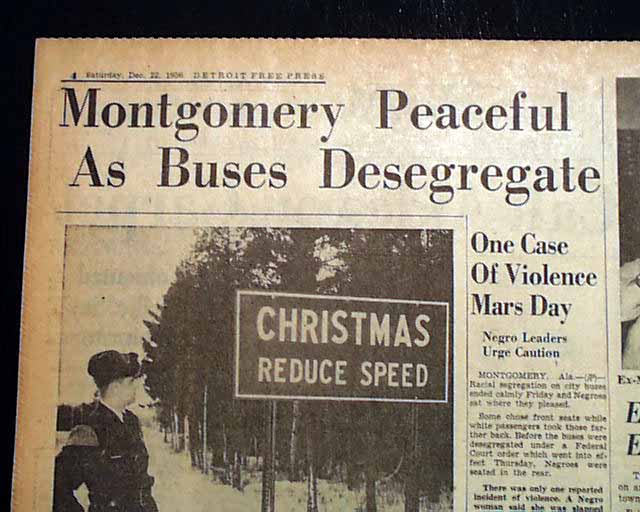 4 Saturday, Dec. 22, 1956 DETROIT FREE PRESS
Montgomery Peaceful
As Buses Desegregate
CHRISTMAS
REDUCE SPEED
One Case
Of Violence
Mars Day
Negro Leaders
Urge Caution
MONTGOMERY, Ala.—(AP)—
Racial segregation on city buses
ended calmly Friday and Negroes
sat where they pleased.
Some chose front seats while
white passengers took those far-
ther back. Before the buses were
desegregated under a Federal
Court order which went into ef-
fect Thursday, Negroes were
seated in the rear.
There was only one reported
incident of violence. A Negro
woman said she was slapped
Ex-
E
E